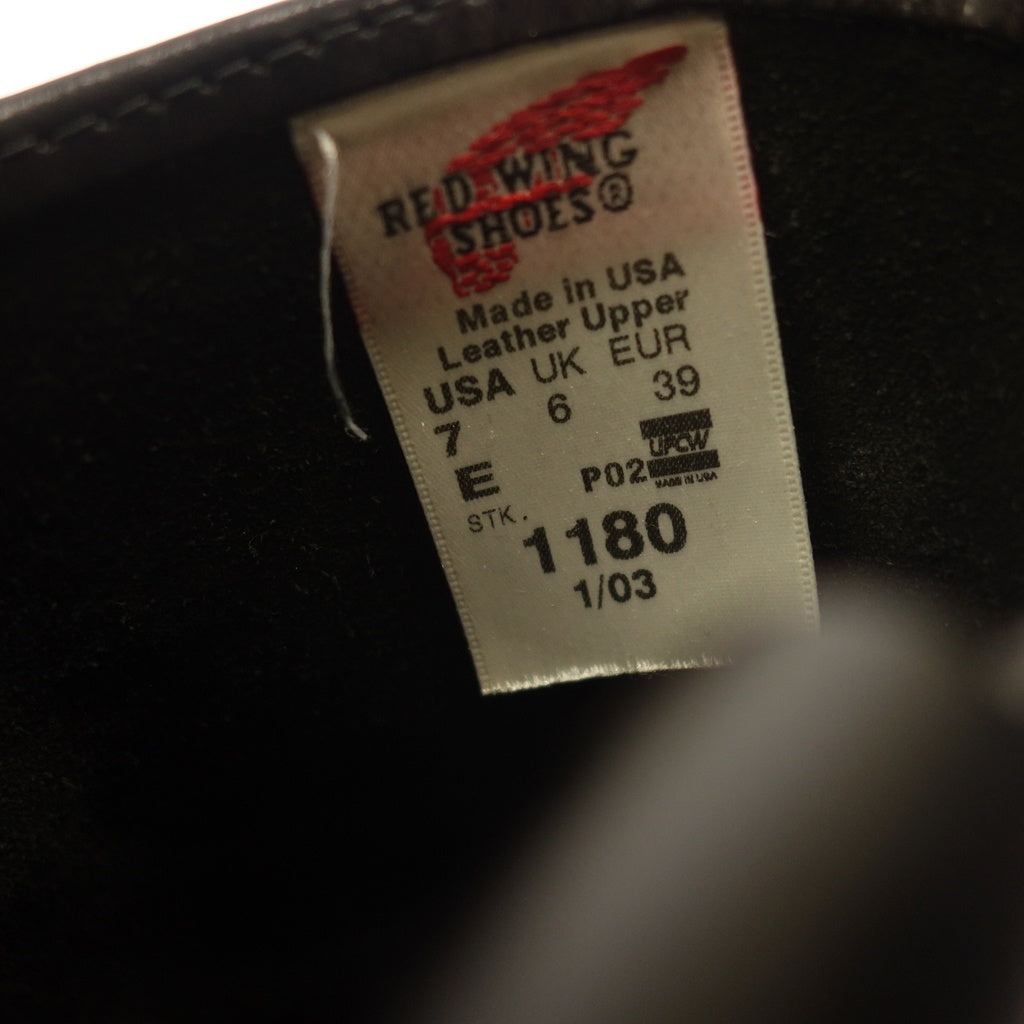 RED WING
SHOES®
Made in USA
Leather Upper
USA UK EUR
7 6 39
E P02 UFCW
MADE IN USA
STK.
1180
1/03